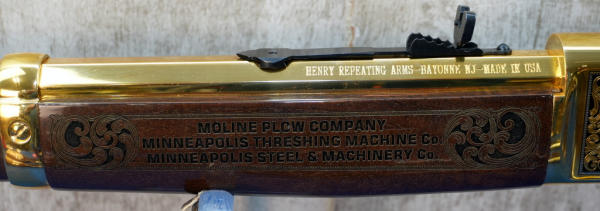 HENRY REPEATING ARMS-BAYONNE NJ-MADE IN USA
MOLINE PLOW COMPANY
MINNEAPOLIS THRESHING MACHINE Co.
MINNEAPOLIS STEEL & MACHINERY Co.